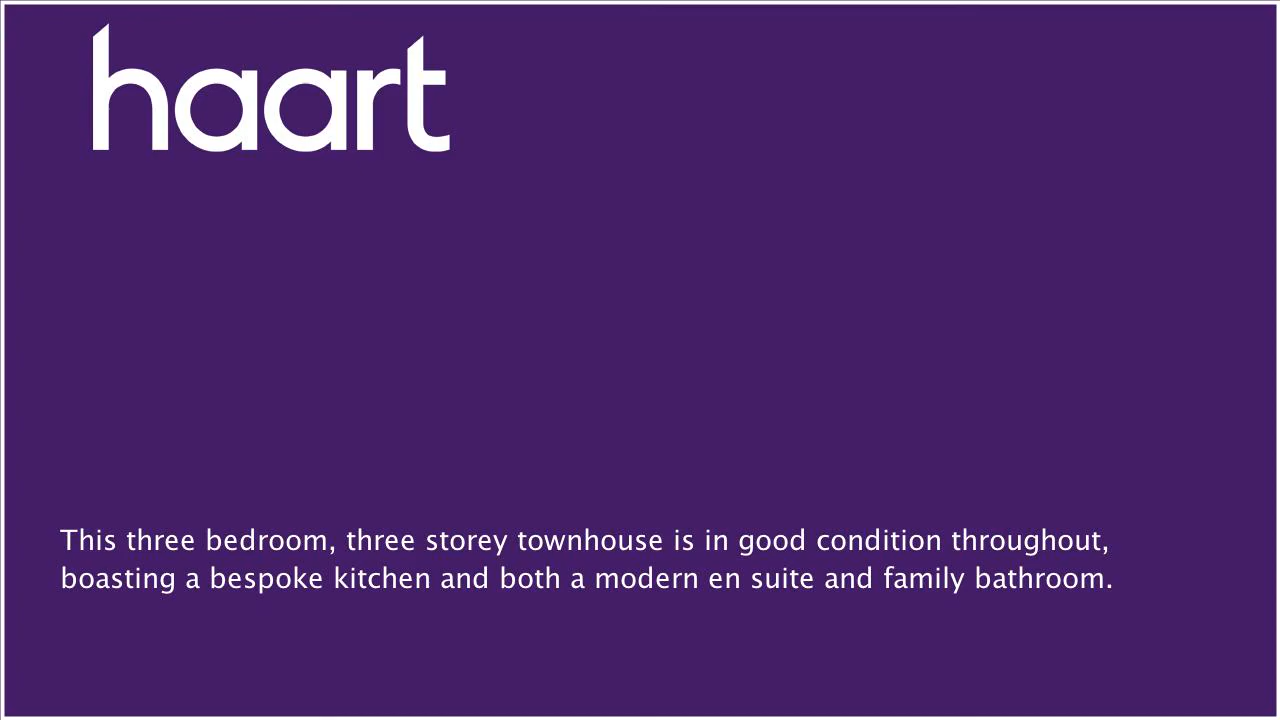 haart
This three bedroom, three storey townhouse is in good condition throughout,
boasting a bespoke kitchen and both a modern en suite and family bathroom.